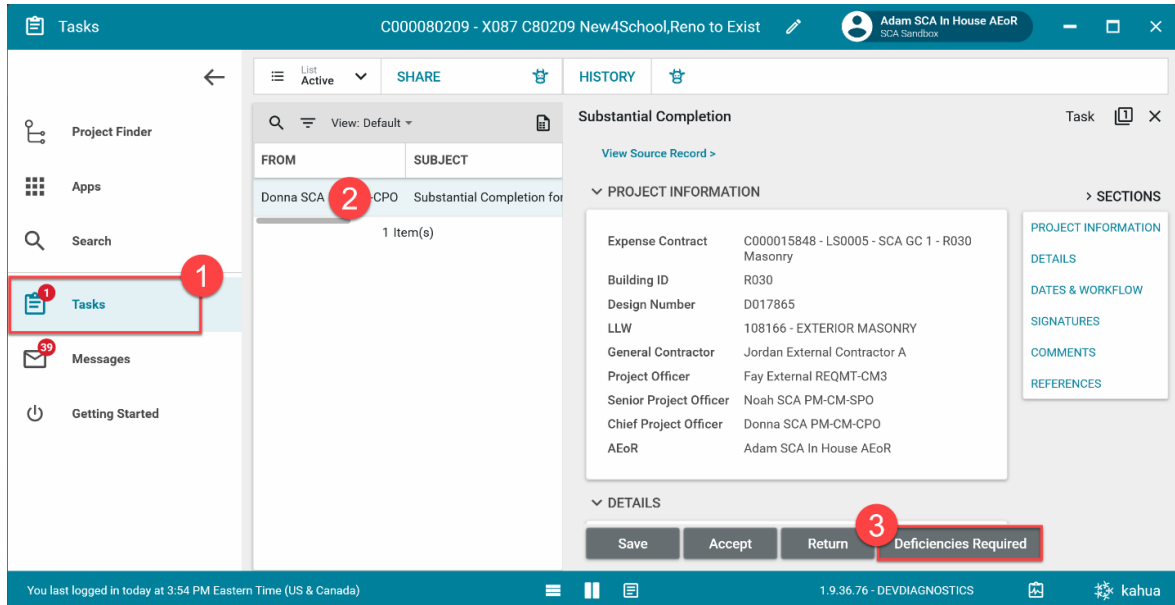 Tasks
C000080209 - X087 C80209 New4School,Reno to Exist
Adam SCA In House AEoR
SCA Sandbox
List
Active
SHARE
HISTORY
Project Finder
Apps
Search
1
1
Tasks
39
Messages
Getting Started
View: Default
FROM
SUBJECT
Donna SCA
2
-CPO
Substantial Completion for
1 Item(s)
Substantial Completion
Task
1
View Source Record >
PROJECT INFORMATION
Expense Contract
C000015848 - LS0005 - SCA GC 1 - R030
Masonry
Building ID
R030
Design Number
D017865
LLW
108166 - EXTERIOR MASONRY
General Contractor
Jordan External Contractor A
Project Officer
Fay External REQMT-CM3
Senior Project Officer
Noah SCA PM-CM-SPO
Chief Project Officer
Donna SCA PM-CM-CPO
AEoR
Adam SCA In House AEoR
> SECTIONS
PROJECT INFORMATION
DETAILS
DATES & WORKFLOW
SIGNATURES
COMMENTS
REFERENCES
DETAILS
3
Save
Accept
Return
Deficiencies Required
You last logged in today at 3:54 PM Eastern Time (US & Canada)
1.9.36.76 - DEVDIAGNOSTICS
kahua